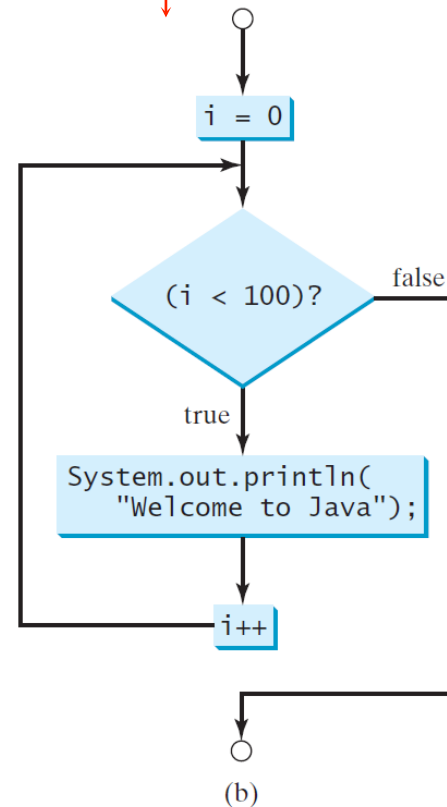 i = 0
(i < 100)?
false
true
System.out.println(
"Welcome to Java");
i++
(b)